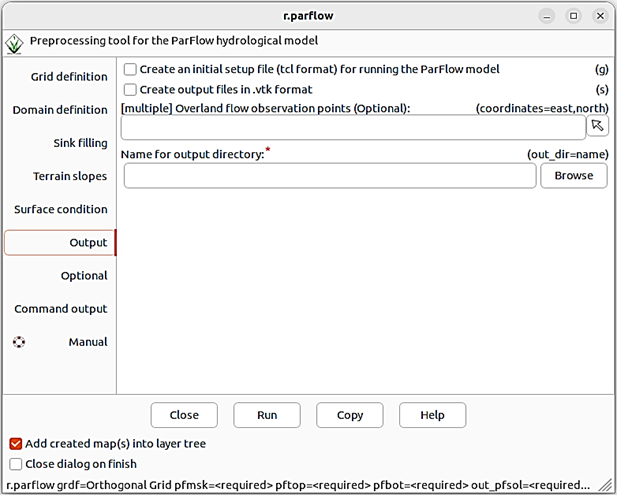 r.parflow
Preprocessing tool for the ParFlow hydrological model
Grid definition
Domain definition
Sink filling
Terrain slopes
Surface condition
Output
Optional
Command output
Manual
Create an initial setup file (tcl format) for running the ParFlow model (g)
Create output files in .vtk format (s)
[multiple] Overland flow observation points (Optional): (coordinates=east,north)
Name for output directory:* (out_dir=name)
Browse
Close Run Copy Help
Add created map(s) into layer tree
Close dialog on finish
r.parflow grdf=Orthogonal Grid pfmsk=<required> pftop=<required> pfbot=<required> out_pfsol=<required...